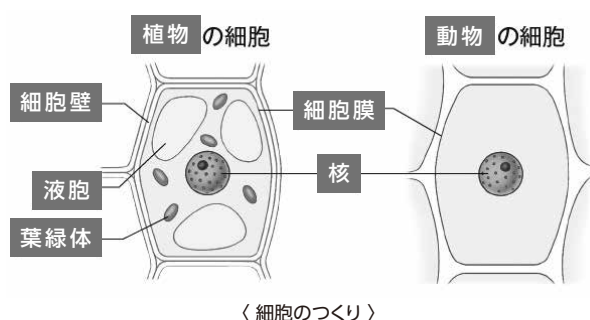 植物 の細胞
動物 の細胞
細胞壁
細胞膜
核
液胞
葉緑体
〈 細胞のつくり 〉